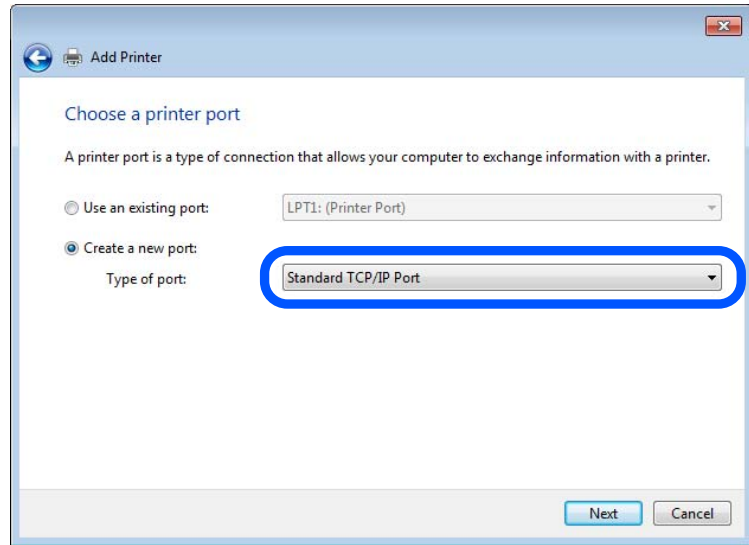 Add Printer
Choose a printer port
A printer port is a type of connection that allows your computer to exchange information with a printer.
Use an existing port: LPT1: (Printer Port)
Create a new port:
Type of port: Standard TCP/IP Port
Next Cancel